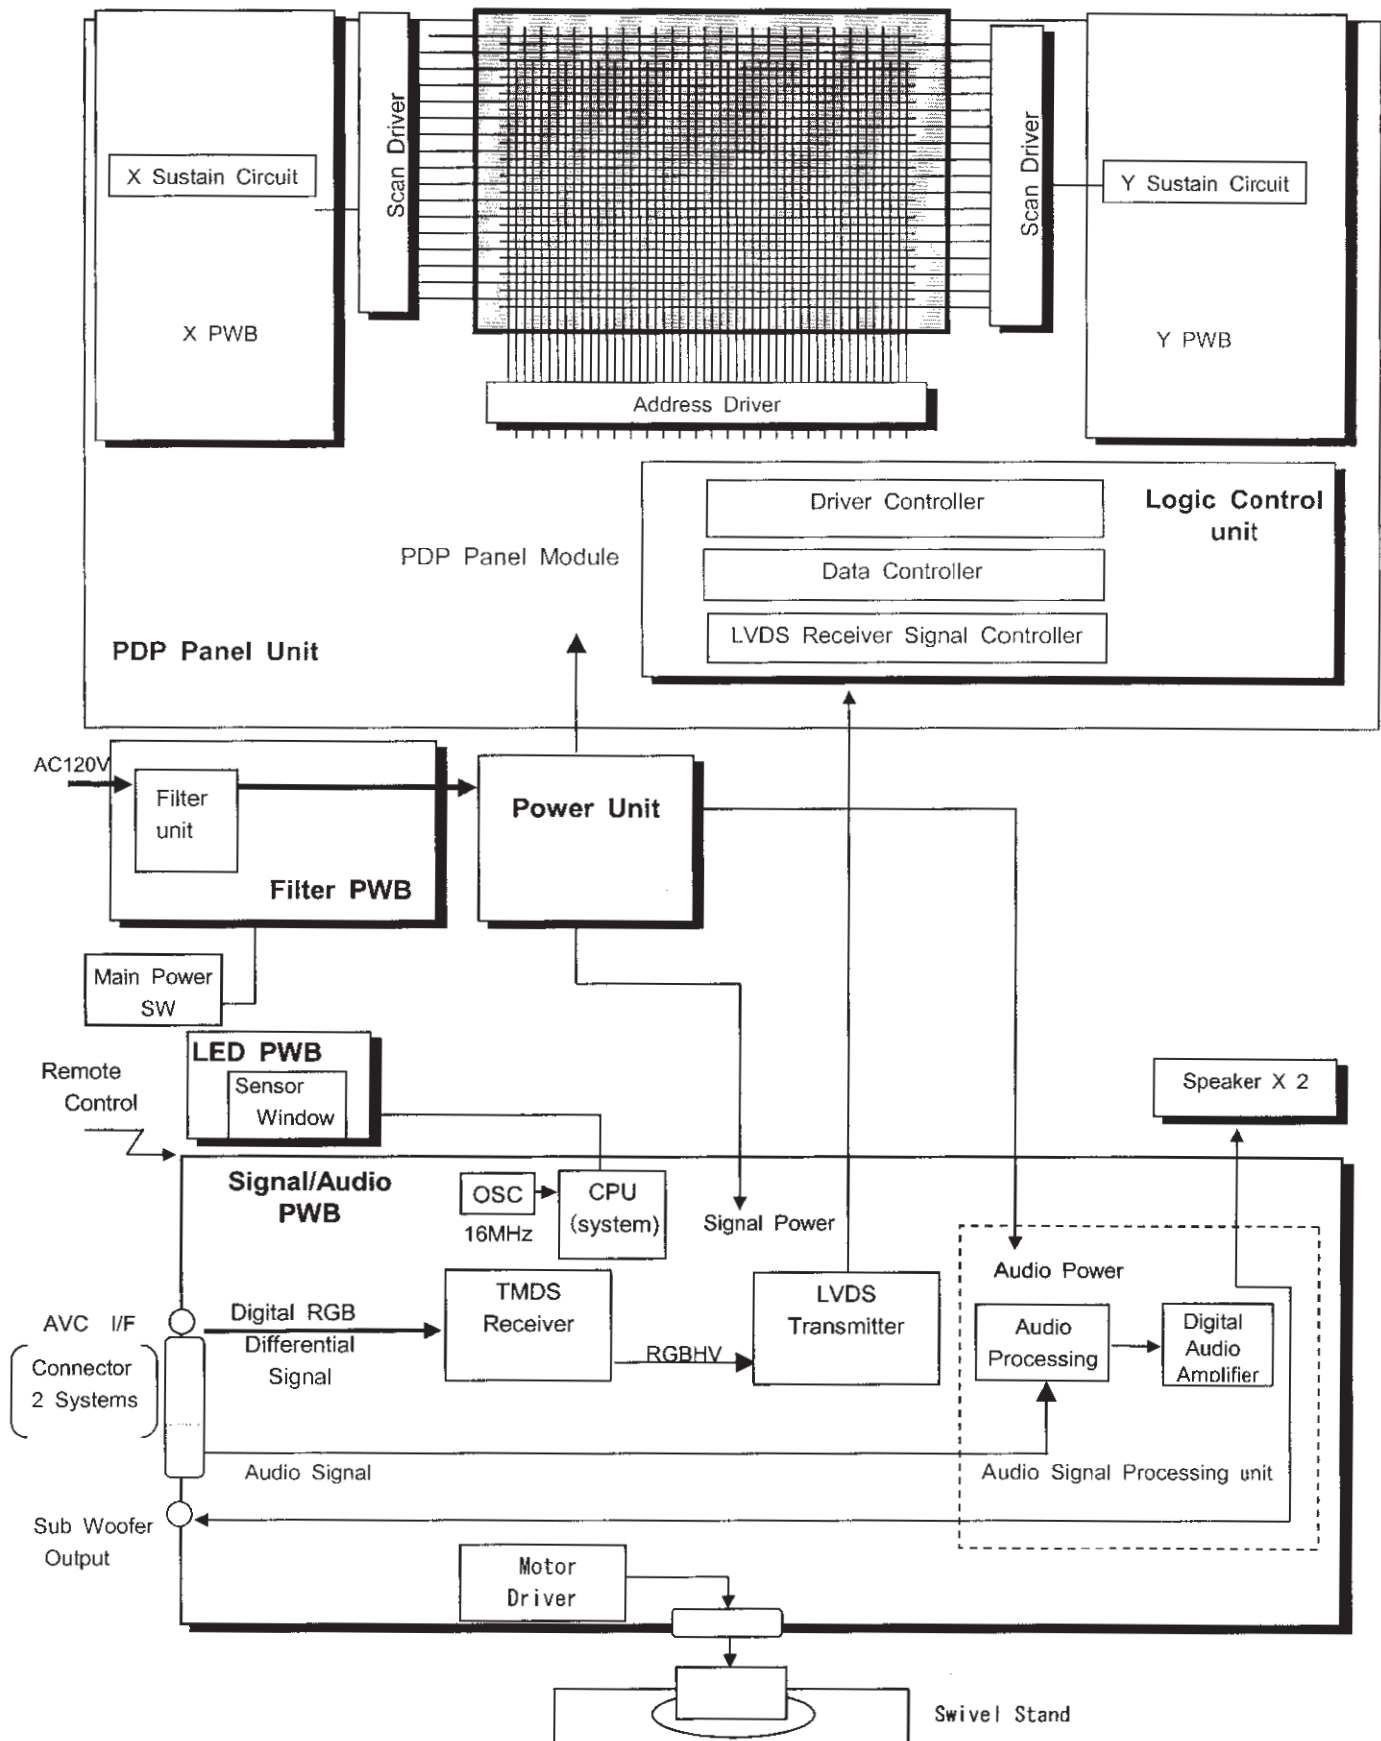 X Sustain Circuit
X PWB
Scan Driver
Scan Driver
Y Sustain Circuit
Y PWB
Address Driver
Driver Controller
Logic Control
unit
Data Controller
LVDS Receiver Signal Controller
PDP Panel Module
PDP Panel Unit
AC120V
Filter
unit
Filter PWB
Power Unit
Main Power
SW
LED PWB
Sensor
Window
Remote
Control
Speaker X 2
Signal/Audio
PWB
OSC
16MHz
CPU
(system)
Signal Power
Audio Power
TMDS
Receiver
LVDS
Transmitter
AVC I/F
Connector
2 Systems
Digital RGB
Differential
Signal
RGBHV
Audio
Processing
Digital
Audio
Amplifier
Audio Signal
Audio Signal Processing unit
Sub Woofer
Output
Motor
Driver
Swivel Stand